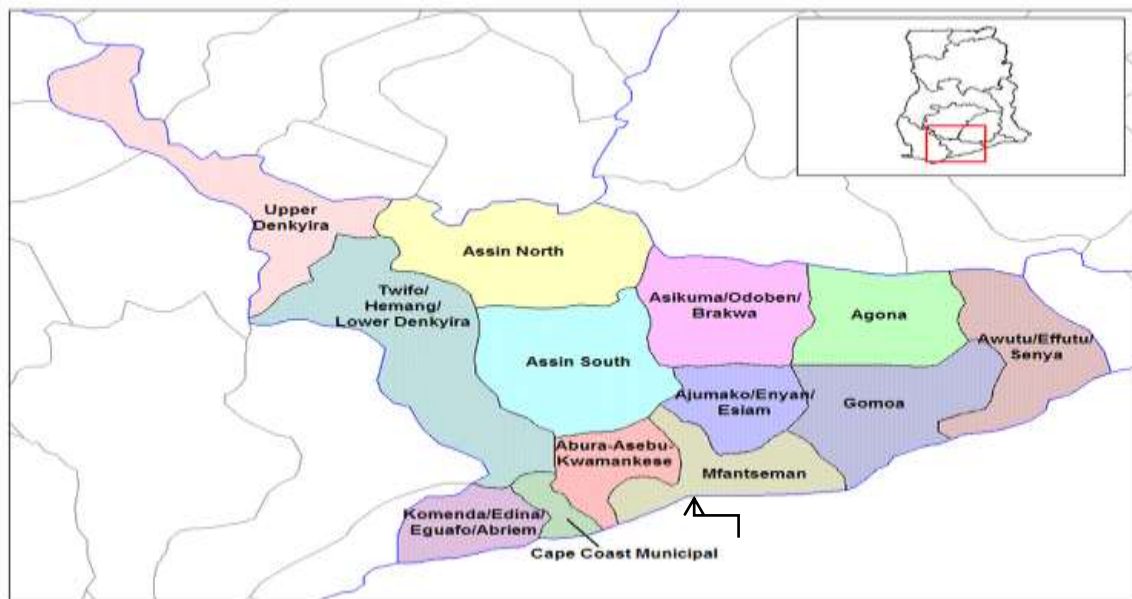 Upper
Denkyira
Assin North
Twifo/
Hemang/
Lower Denkyira
Asikuma/Odoben/
Brakwa
Agona
Awutu/Effutu/
Senya
Assin South
Ajumako/Enyan/
Esiam
Gomoa
Abura-Asebu-
Kwamankese
Mfantseman
Komenda/Edina/
Eguafo/Abriem
Cape Coast Municipal